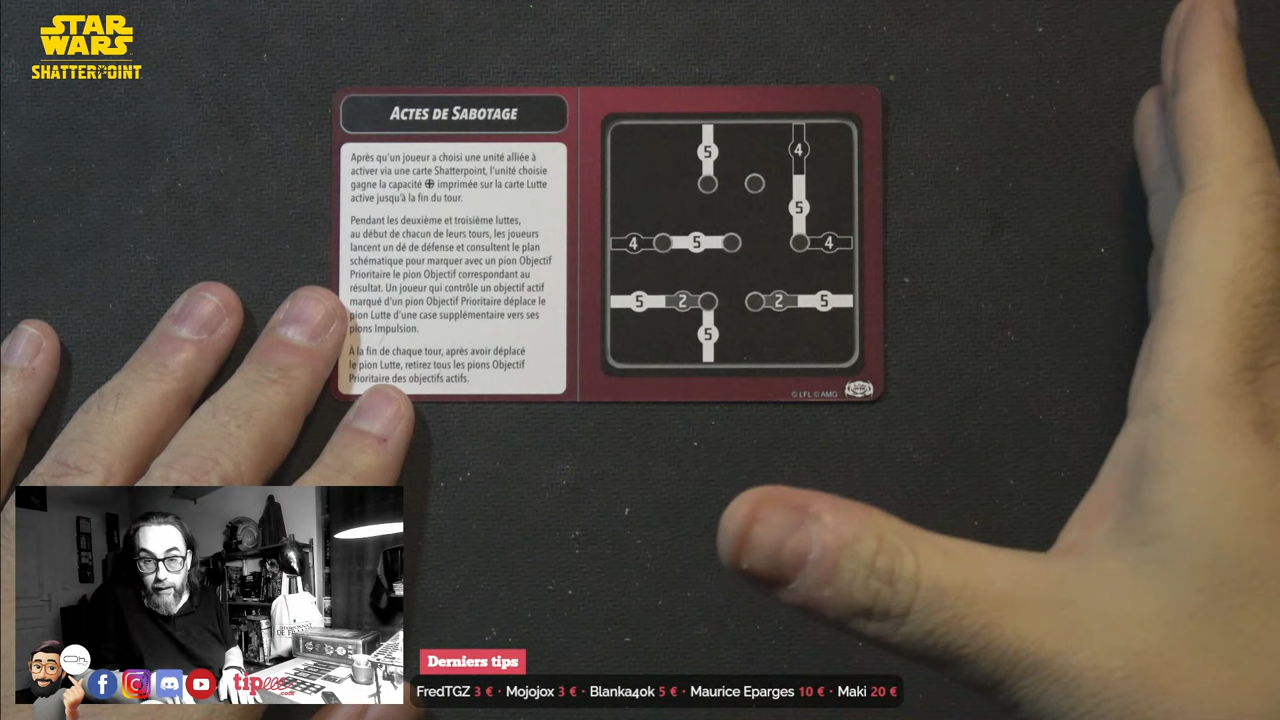 STAR
WARS
SHATTERPOINT
ACTES DE SABOTAGE
Après qu'un joueur a choisi une unité alliée à
activer via une carte Shatterpoint, l'unité choisie
gagne la capacité imprimée sur la carte Lutte
active jusqu'à la fin du tour.
Pendant les deuxième et troisième luttes,
au début de chacun de leurs tours, les joueurs
lancent un dé de défense et consultent le plan
schématique pour marquer avec un pion Objectif
Prioritaire le pion Objectif correspondant au
résultat. Un joueur qui contrôle un objectif actif
marqué d'un pion Objectif Prioritaire déplace le
pion Lutte d'une case supplémentaire vers ses
pions Impulsion.
À la fin de chaque tour, après avoir déplacé
le pion Lutte, retirez tous les pions Objectif
Prioritaire des objectifs actifs.
5 4
5
4 5 4
5 2 2 5
5
© LFL © AMG
DE FRANCE
Oh
tipeee
.com
Derniers tips
FredTGZ 3 € · Mojojox 3 € · Blanka40k 5 € · Maurice Eparges 10 € · Maki 20 €